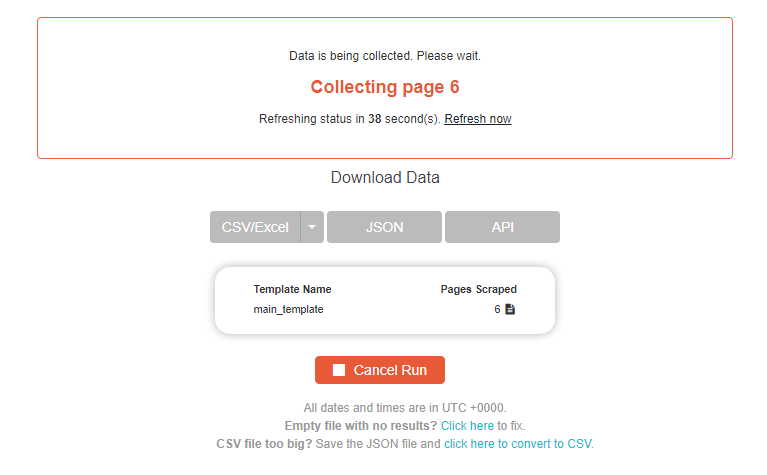 Data is being collected. Please wait.
Collecting page 6
Refreshing status in 38 second(s). Refresh now
Download Data
CSV/Excel JSON API
Template Name Pages Scraped
main_template 6
Cancel Run
All dates and times are in UTC +0000.
Empty file with no results? Click here to fix.
CSV file too big? Save the JSON file and click here to convert to CSV.